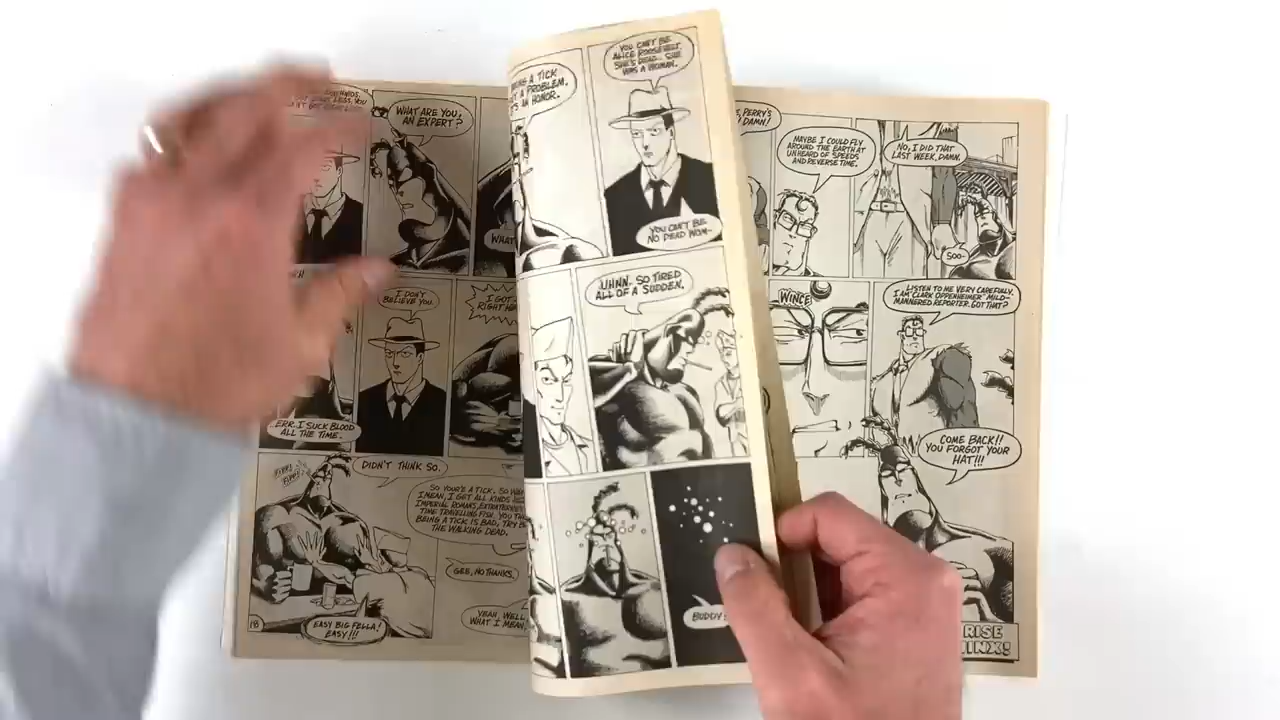 WHAT ARE YOU,
AN EXPERT?
WHAT
I DON'T
BELIEVE YOU.
I GOT
RIGHT
ERR. I SUCK BLOOD
ALL THE TIME.
DIDN'T THINK SO.
SO YOU'RE A TICK. SO
I MEAN, I GET ALL KINDS
IMPERIAL ROMANS,
TIME TRAVELLING FISH. YOU
BEING A TICK IS BAD, TRY
THE WALKING DEAD.
GEE, NO THANKS.
YEAH, WELL,
WHAT I MEAN
EASY BIG FELLA!
EASY!!!
18
A TICK
A PROBLEM.
AN HONOR.
YOU CAN'T BE
ALICE ROOSEVELT.
SHE'S DEAD... SHE
WAS A WOMAN.
YOU CAN'T BE
NO DEAD WOM-
UHNN. SO TIRED
ALL OF A SUDDEN.
BUDDY
PERRY'S
DAMN!
MAYBE I COULD FLY
AROUND THE EARTH AT
UNHEARD OF SPEEDS
AND REVERSE TIME.
NO, I DID THAT
LAST WEEK, DAMN.
SOO-
WINCE
LISTEN TO ME VERY CAREFULLY.
I AM "CLARK OPPENHEIMER" MILD-
MANNERED REPORTER. GOT THAT?
COME BACK!!
YOU FORGOT YOUR
HAT!!!
RISE